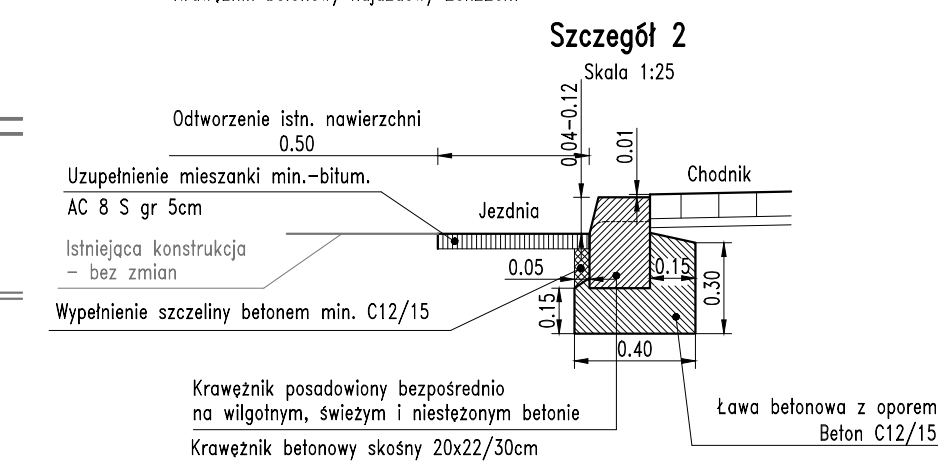 Szczegół 2
Skala 1:25
Odtworzenie istn. nawierzchni
0.50
0.04-0.12
0.01
Uzupełnienie mieszanki min.-bitum.
AC 8 S gr 5cm
Jezdnia
Chodnik
Istniejąca konstrukcja
- bez zmian
0.05
0.15
0.30
0.15
Wypełnienie szczeliny betonem min. C12/15
0.40
Krawężnik posadowiony bezpośrednio
na wilgotnym, świeżym i niestężonym betonie
Krawężnik betonowy skośny 20x22/30cm
Ława betonowa z oporem
Beton C12/15